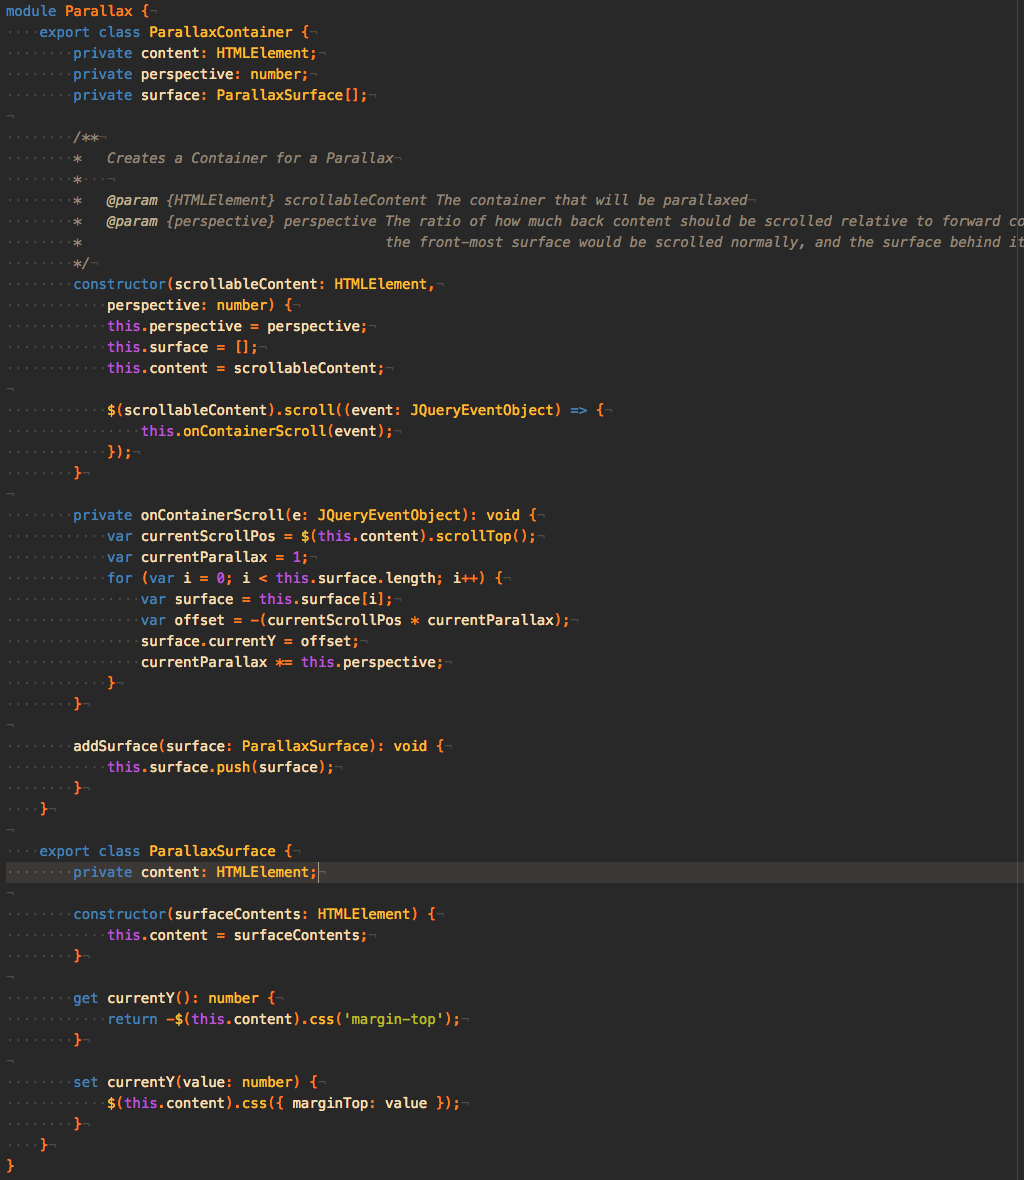 module Parallax {
    export class ParallaxContainer {
        private content: HTMLElement;
        private perspective: number;
        private surface: ParallaxSurface[];

        /**
        *   Creates a Container for a Parallax
        *
        *   @param {HTMLElement} scrollableContent The container that will be parallaxed
        *   @param {perspective} perspective The ratio of how much back content should be scrolled relative to forward co
        *                                    the front-most surface would be scrolled normally, and the surface behind it
        */
        constructor(scrollableContent: HTMLElement,
            perspective: number) {
            this.perspective = perspective;
            this.surface = [];
            this.content = scrollableContent;

            $(scrollableContent).scroll((event: JQueryEventObject) => {
                this.onContainerScroll(event);
            });
        }

        private onContainerScroll(e: JQueryEventObject): void {
            var currentScrollPos = $(this.content).scrollTop();
            var currentParallax = 1;
            for (var i = 0; i < this.surface.length; i++) {
                var surface = this.surface[i];
                var offset = -(currentScrollPos * currentParallax);
                surface.currentY = offset;
                currentParallax *= this.perspective;
            }
        }

        addSurface(surface: ParallaxSurface): void {
            this.surface.push(surface);
        }
    }

    export class ParallaxSurface {
        private content: HTMLElement;

        constructor(surfaceContents: HTMLElement) {
            this.content = surfaceContents;
        }

        get currentY(): number {
            return -$(this.content).css('margin-top');
        }

        set currentY(value: number) {
            $(this.content).css({ marginTop: value });
        }
    }
}